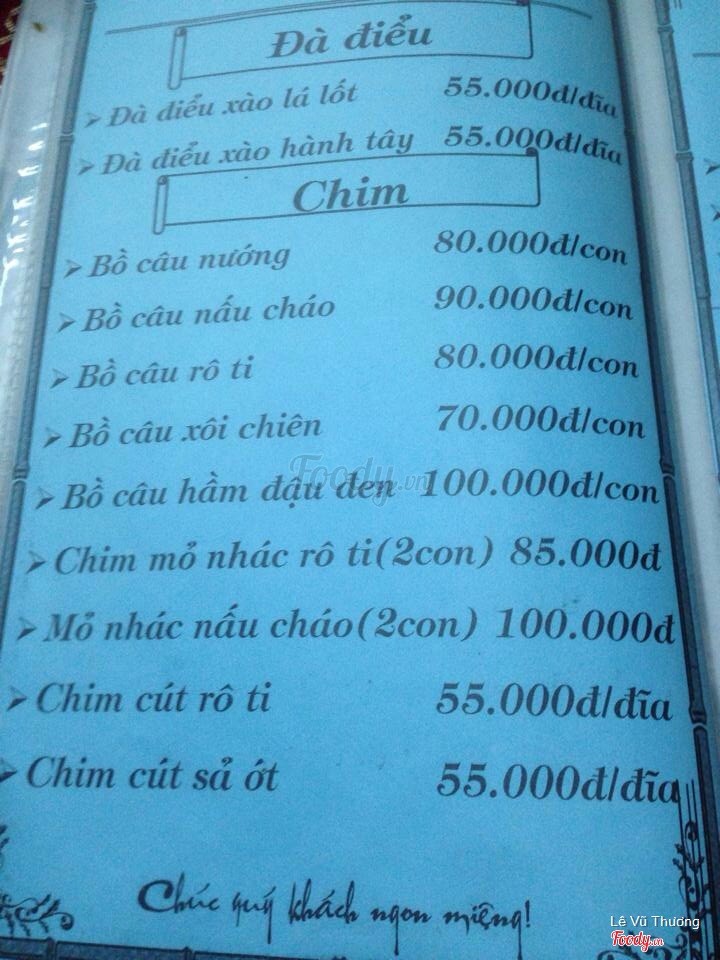 Đà điểu
Đà điểu xào lá lốt 55.000đ/đĩa
Đà điểu xào hành tây 55.000đ/đĩa
Chim
Bồ câu nướng 80.000đ/con
Bồ câu nấu cháo 90.000đ/con
Bồ câu rô ti 80.000đ/con
Bồ câu xôi chiên 70.000đ/con
Foody.vn
Bồ câu hầm đậu đen 100.000đ/con
Chim mỏ nhác rô ti(2con) 85.000đ
Mỏ nhác nấu cháo(2con) 100.000đ
Chim cút rô ti 55.000đ/đĩa
Chim cút sả ớt 55.000đ/đĩa
Chúc quý khách ngon miệng!
Lê Vũ Thương
Foody.vn